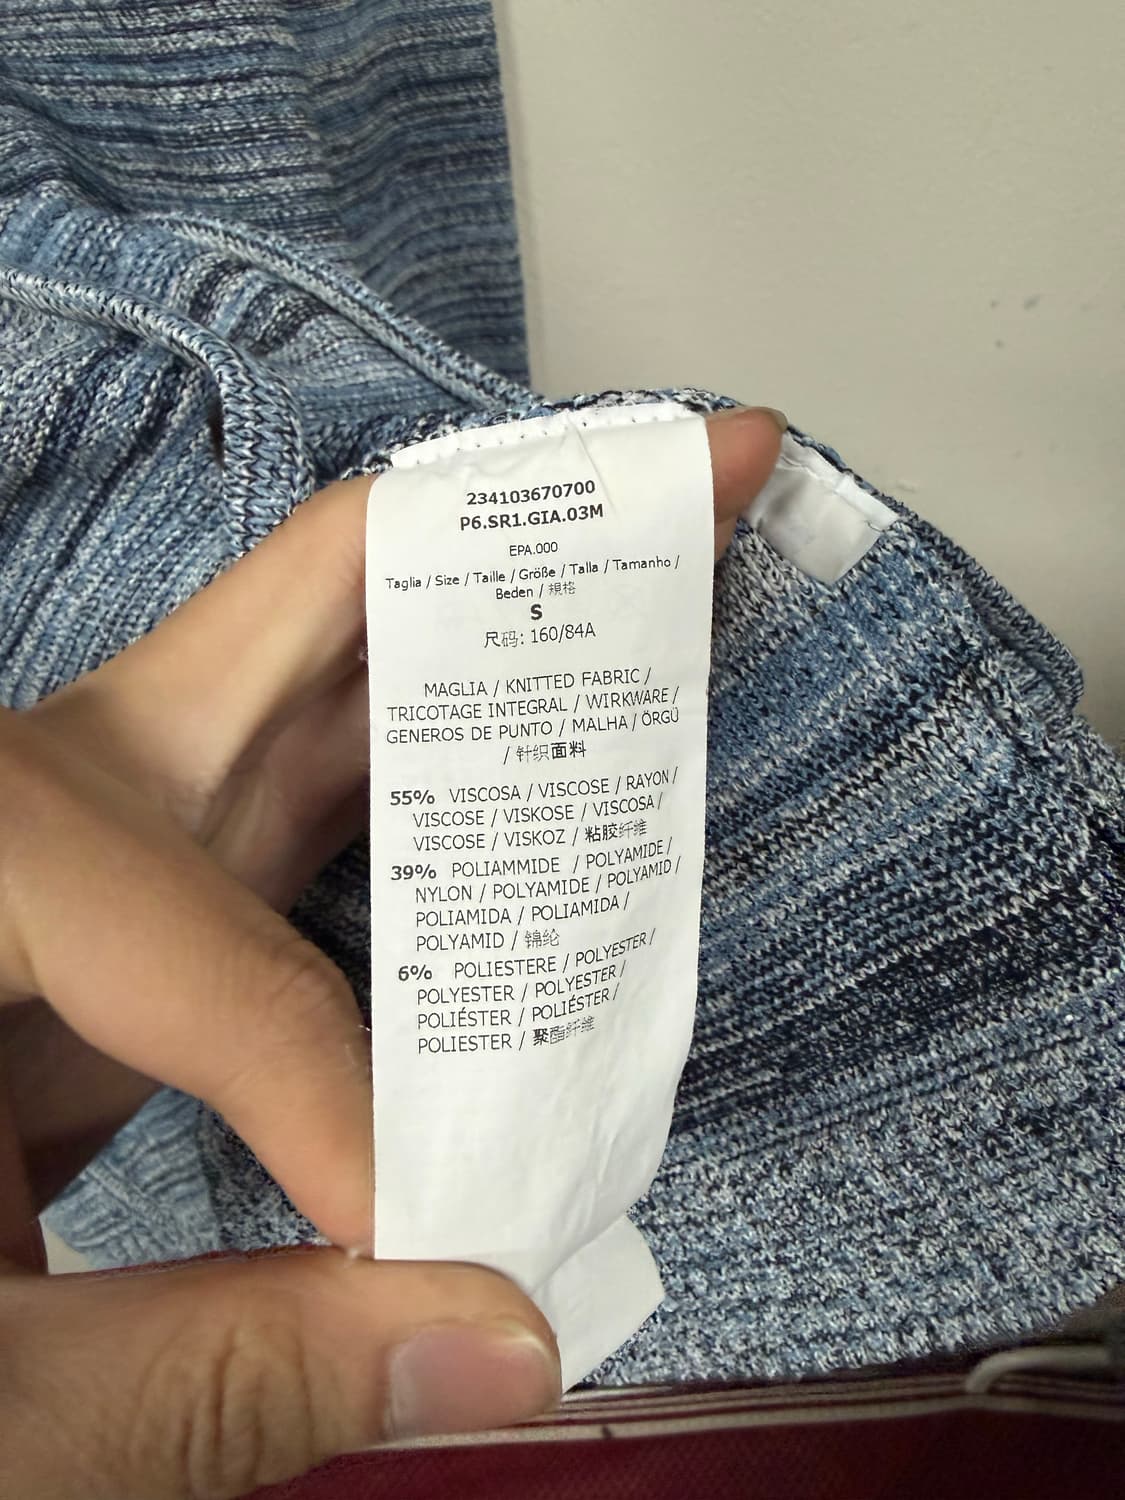 234103670700
P6.SR1.GIA.03M
EPA.000
Taglia / Size / Taille / Größe / Talla / Tamanho /
Beden / 規格
S
尺码: 160/84A
MAGLIA / KNITTED FABRIC /
TRICOTAGE INTEGRAL / WIRKWARE /
GENEROS DE PUNTO / MALHA / ÖRGÜ
/ 针织面料
55% VISCOSA / VISCOSE / RAYON /
VISCOSE / VISKOSE / VISCOSA /
VISCOSE / VISKOZ / 粘胶纤维
39% POLIAMMIDE / POLYAMIDE /
NYLON / POLYAMIDE / POLYAMID /
POLIAMIDA / POLIAMIDA /
POLYAMID / 锦纶
6% POLIESTERE / POLYESTER /
POLYESTER / POLYESTER /
POLIÉSTER / POLIÉSTER /
POLIESTER / 聚酯纤维